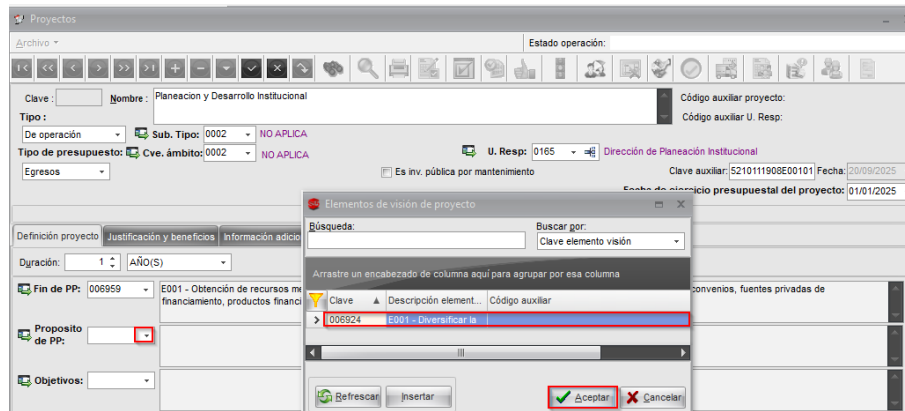 Proyectos
Archivo
Estado operación:
Clave :
Nombre : Planeacion y Desarrollo Institucional
Código auxiliar proyecto:
Tipo :
Código auxiliar U. Resp:
De operación Sub. Tipo: 0002 NO APLICA
Tipo de presupuesto: Cve. ámbito: 0002 NO APLICA
U. Resp: 0165 Dirección de Planeación Institucional
Egresos
Es inv. pública por mantenimiento
Clave auxiliar: 5210111908E00101 Fecha: 20/09/2025
Fecha de ejercicio presupuestal del proyecto: 01/01/2025
Elementos de visión de proyecto
Búsqueda:
Buscar por:
Clave elemento visión
Definición proyecto Justificación y beneficios Información adicio
Duración: 1 AÑO(S)
Arrastre un encabezado de columna aquí para agrupar por esa columna
Fin de PP: 006959 E001 - Obtención de recursos me
convenios, fuentes privadas de
financiamiento, productos financi
Clave Descripción element... Código auxiliar
006924 E001 - Diversificar la
Proposito de PP:
Objetivos:
Refrescar Insertar Aceptar Cancelar